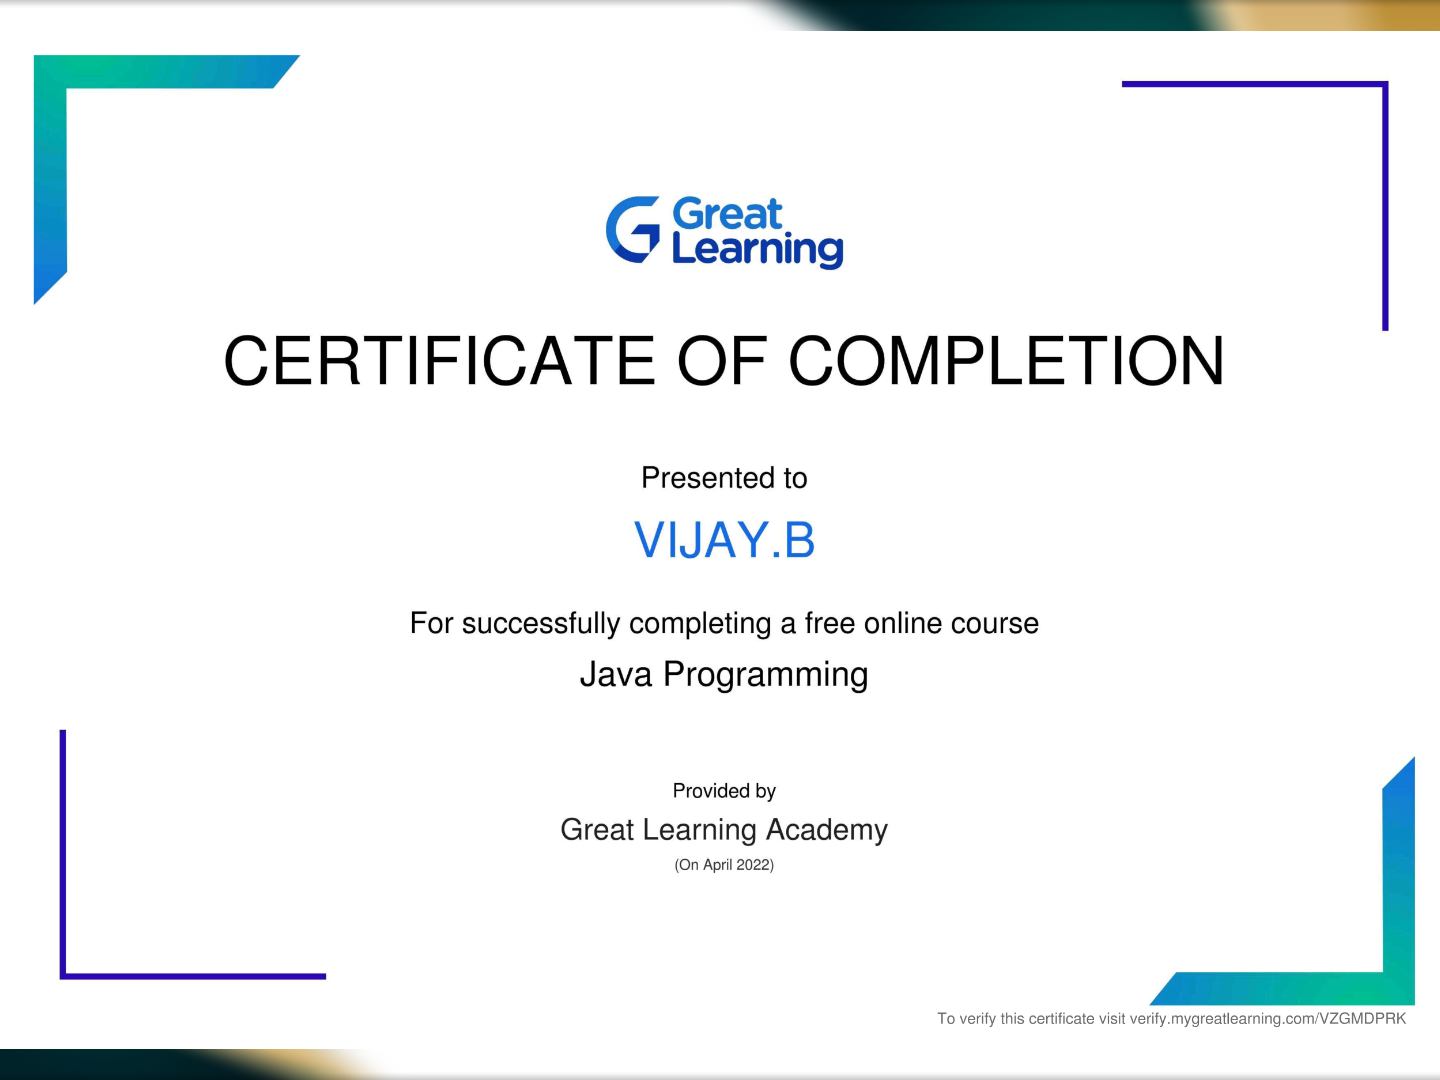 Great
Learning
CERTIFICATE OF COMPLETION
Presented to
VIJAY.B
For successfully completing a free online course
Java Programming
Provided by
Great Learning Academy
(On April 2022)
To verify this certificate visit verify.mygreatlearning.com/VZGMDPRK